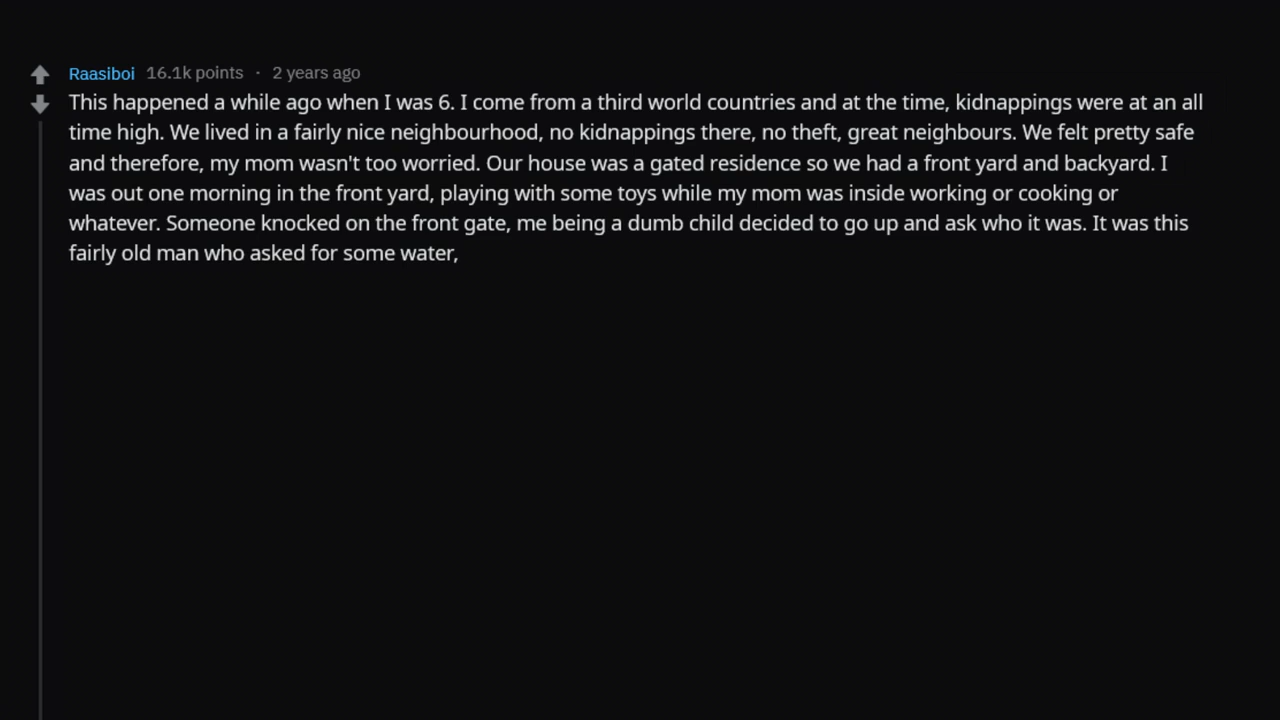 Raasiboi 16.1k points · 2 years ago
This happened a while ago when I was 6. I come from a third world countries and at the time, kidnappings were at an all
time high. We lived in a fairly nice neighbourhood, no kidnappings there, no theft, great neighbours. We felt pretty safe
and therefore, my mom wasn't too worried. Our house was a gated residence so we had a front yard and backyard. I
was out one morning in the front yard, playing with some toys while my mom was inside working or cooking or
whatever. Someone knocked on the front gate, me being a dumb child decided to go up and ask who it was. It was this
fairly old man who asked for some water,